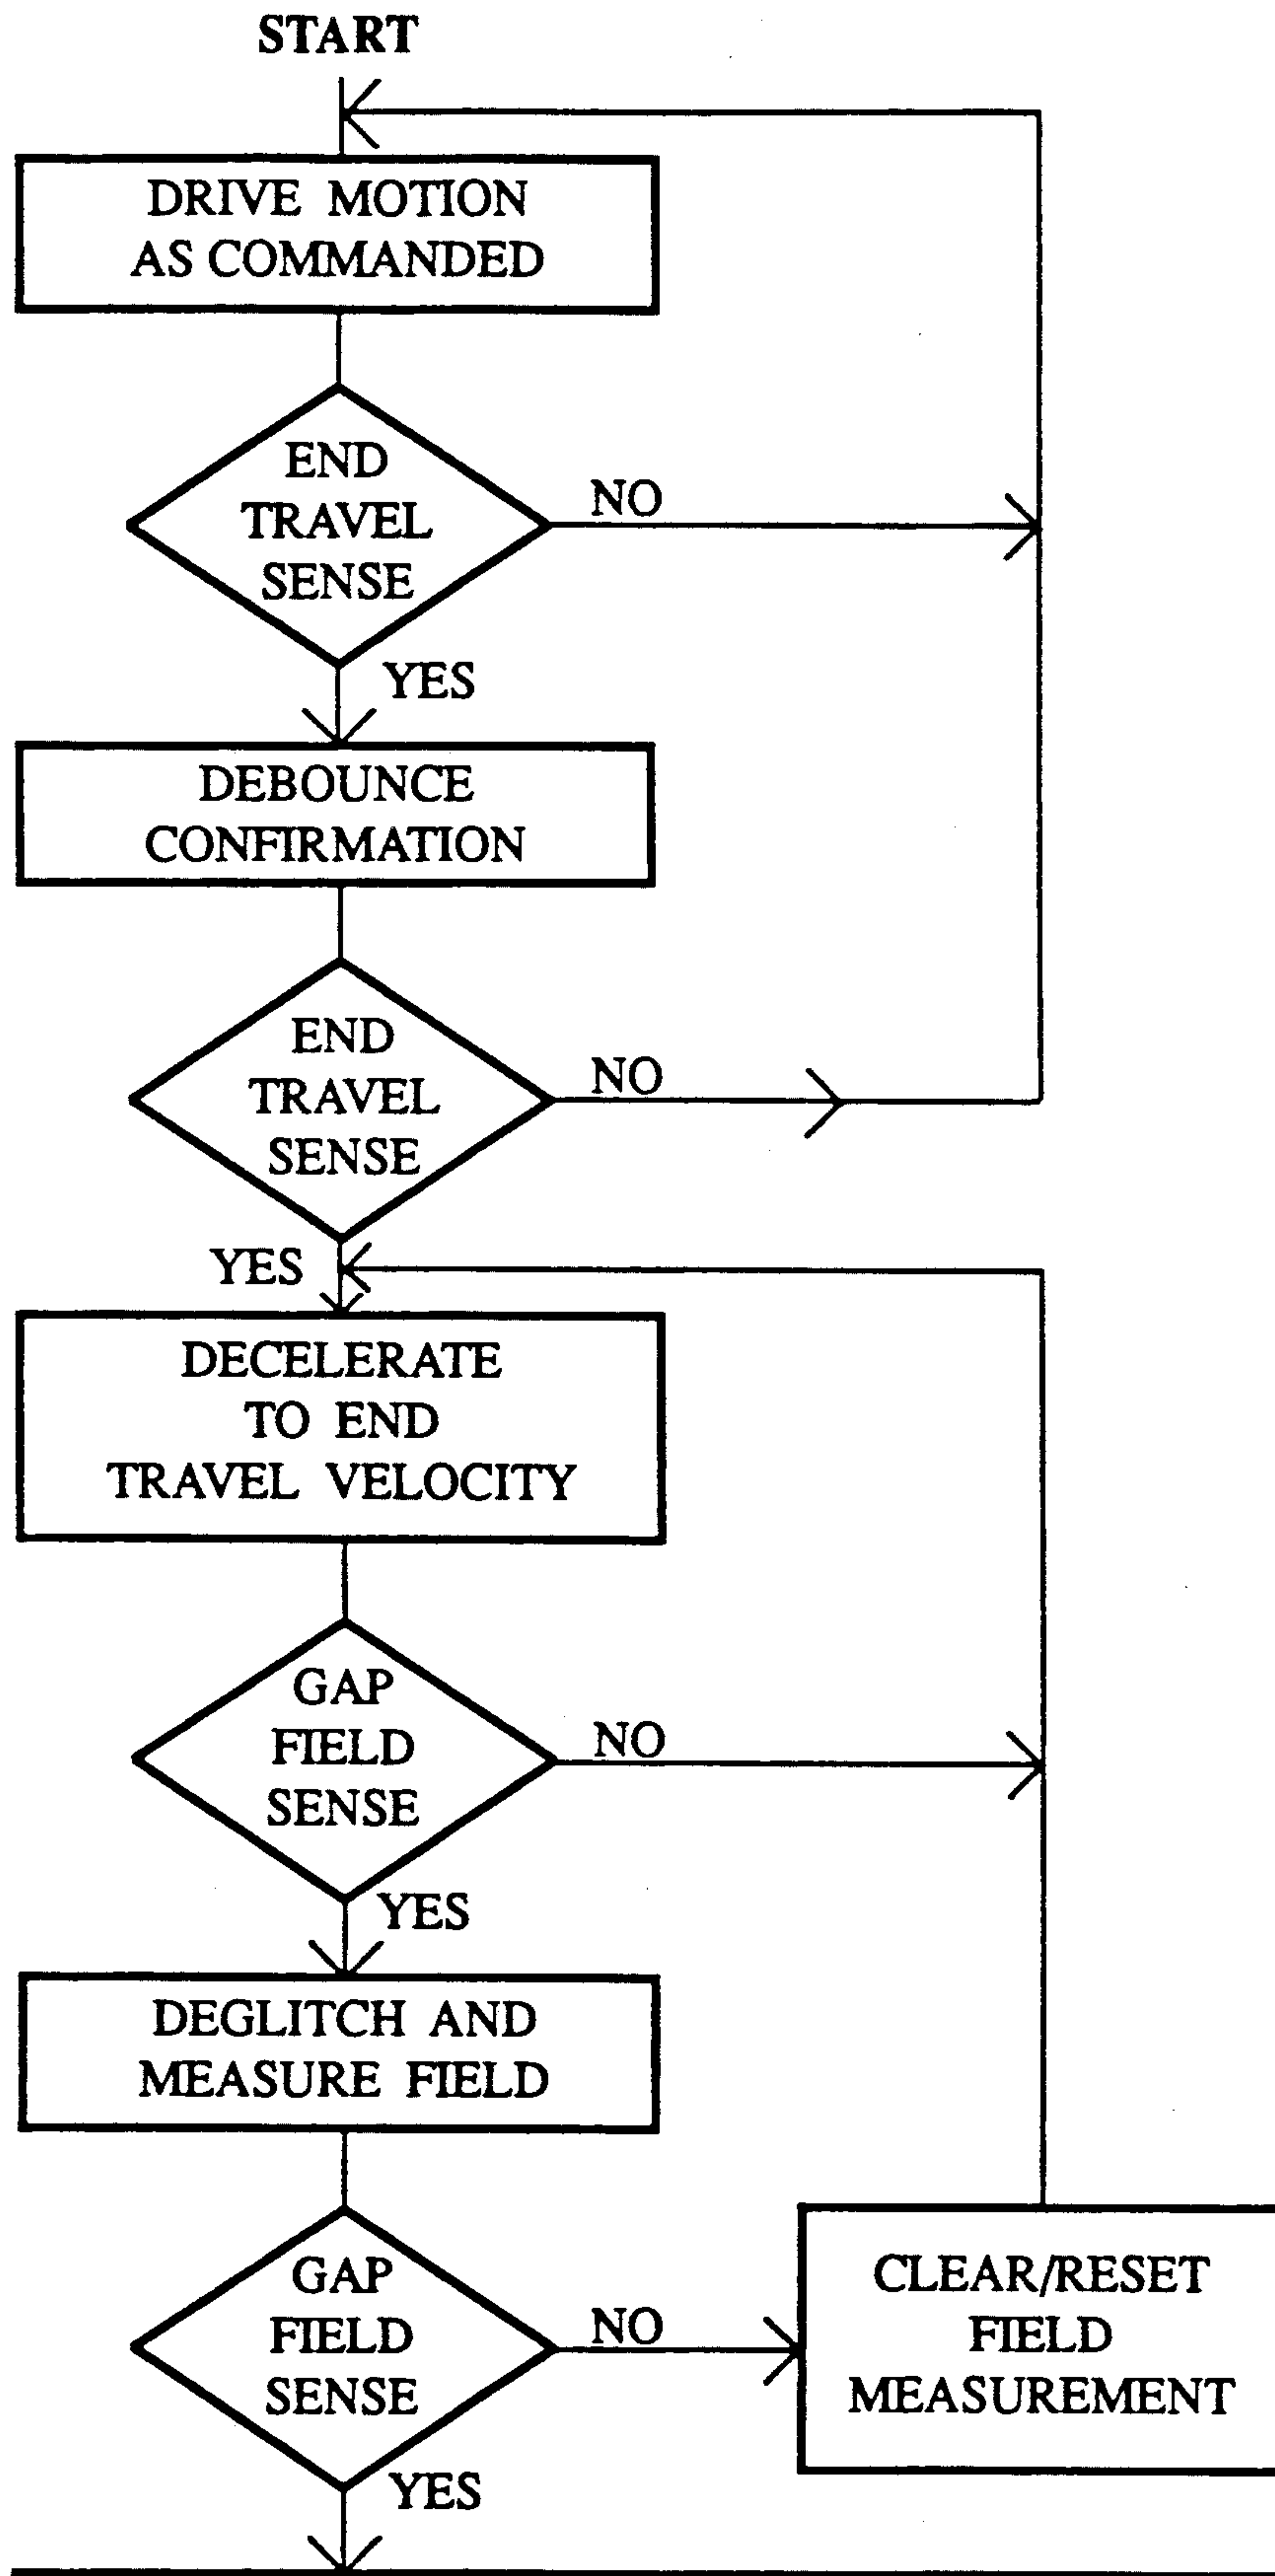 START
DRIVE MOTION
AS COMMANDED
END
TRAVEL
SENSE
NO
YES
DEBOUNCE
CONFIRMATION
END
TRAVEL
SENSE
NO
YES
DECELERATE
TO END
TRAVEL VELOCITY
GAP
FIELD
SENSE
NO
YES
DEGLITCH AND
MEASURE FIELD
GAP
FIELD
SENSE
NO
CLEAR/RESET
FIELD
MEASUREMENT
YES